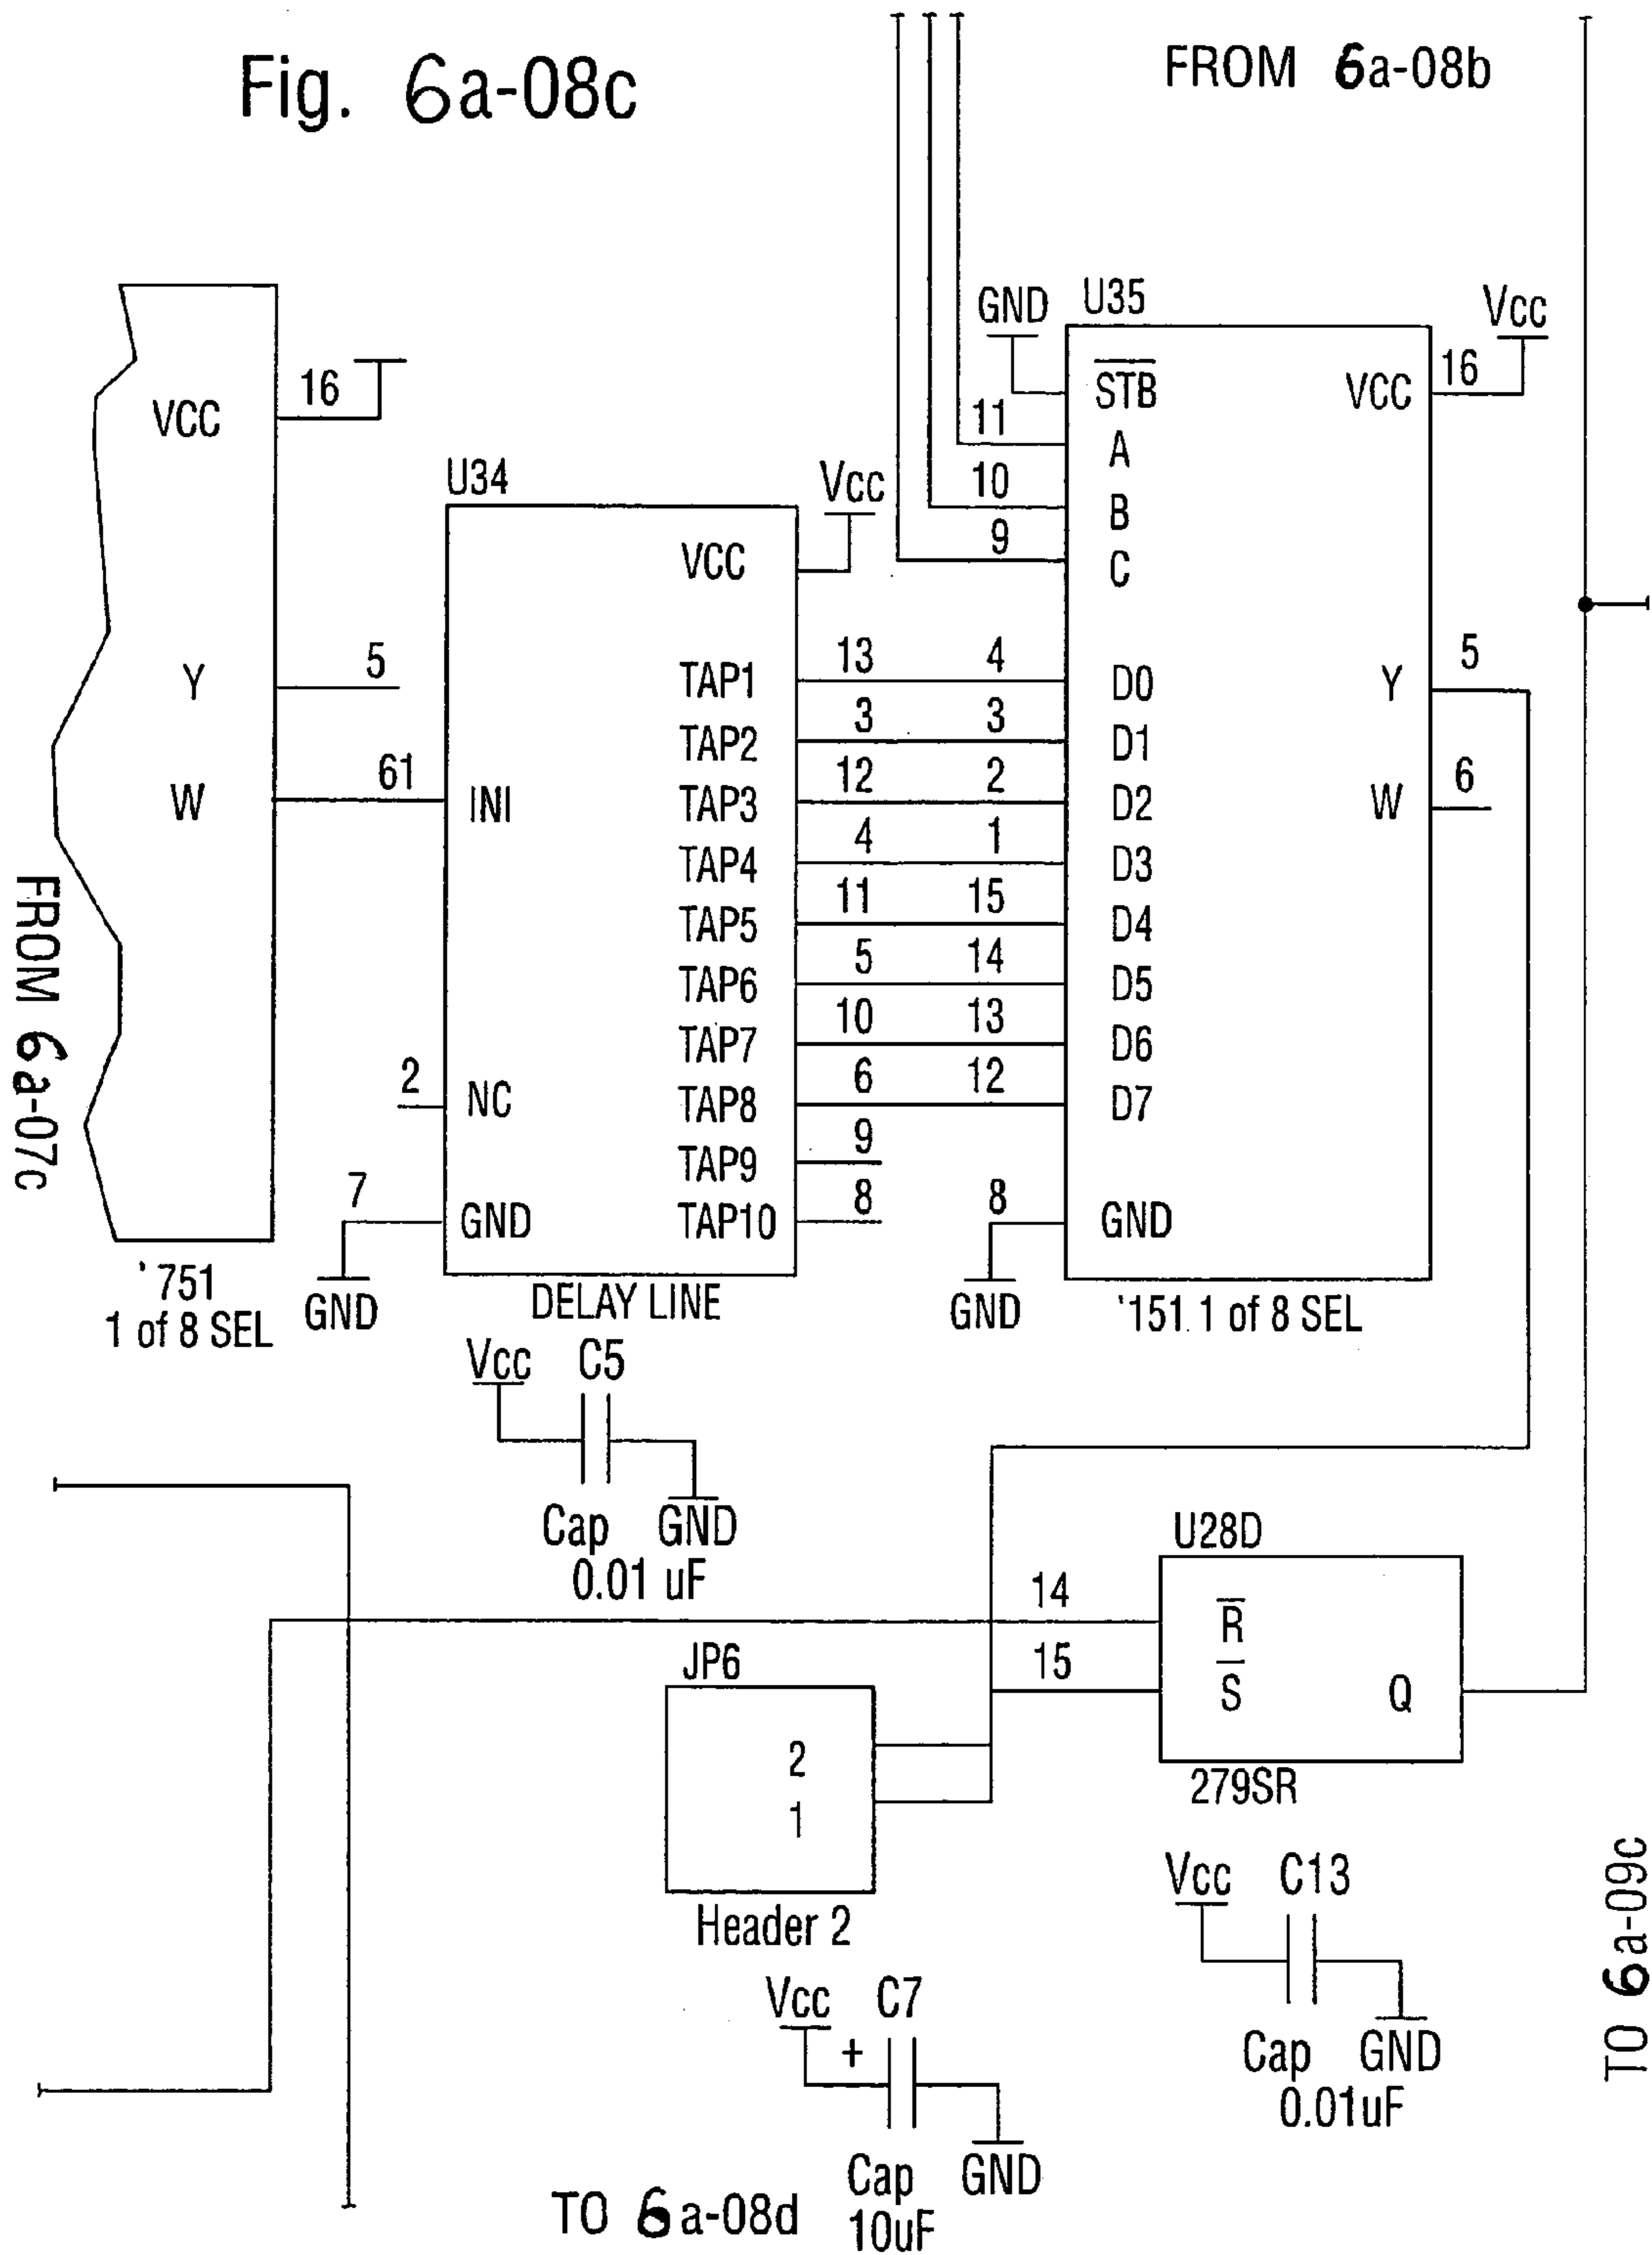 Fig. 6a-08c
FROM 6a-08b
FROM 6a-07c
VCC
16
Y
5
W
61
'751
1 of 8 SEL
U34
Vcc
VCC
INI
2
NC
7
GND
GND
TAP1 13
TAP2 3
TAP3 12
TAP4 4
TAP5 11
TAP6 5
TAP7 10
TAP8 6
TAP9 9
TAP10 8
DELAY LINE
U35
GND
STB
11 A
10 B
9 C
4 D0
3 D1
2 D2
1 D3
15 D4
14 D5
13 D6
12 D7
8 GND
GND
Vcc
VCC 16
Y 5
W 6
'151 1 of 8 SEL
Vcc C5
Cap GND
0.01 uF
U28D
14 R
15 S
Q
279SR
JP6
2
1
Header 2
Vcc C13
Cap GND
0.01uF
Vcc C7
+
Cap GND
10uF
TO 6a-08d
TO 6a-09c